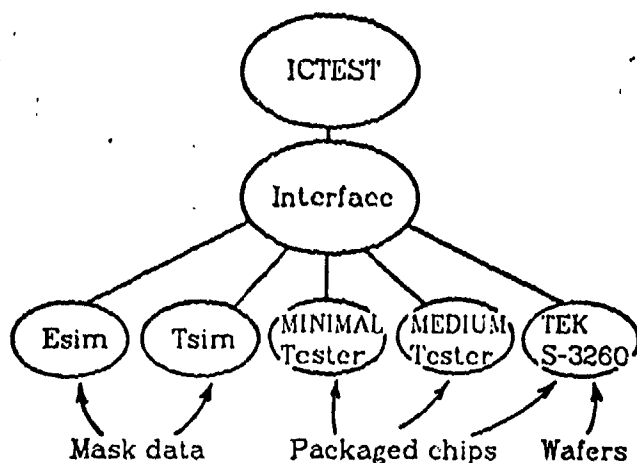 ICTEST
Interface
Esim
Tsim
MINIMAL
Tester
MEDIUM
Tester
TEK
S-3260
Mask data
Packaged chips
Wafers